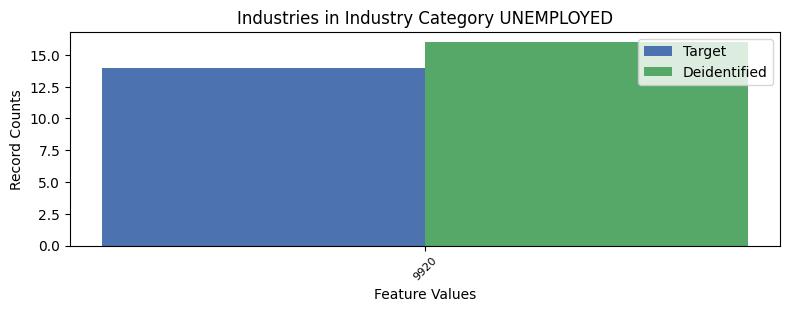 Industries in Industry Category UNEMPLOYED
Target
Deidentified
15.0
12.5
10.0
7.5
5.0
2.5
0.0
Record Counts
9920
Feature Values